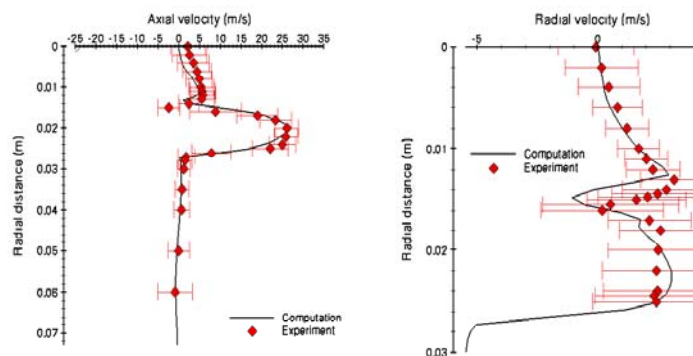 Axial velocity (m/s)
-25 -20 -15 -10 -5 0 5 10 15 20 25 30 35
0
0.01
0.02
0.03
0.04
0.05
0.06
0.07
Radial distance (m)
Computation
Experiment
Radial velocity (m/s)
-5 0
0
0.01
0.02
0.03
Radial distance (m)
Computation
Experiment